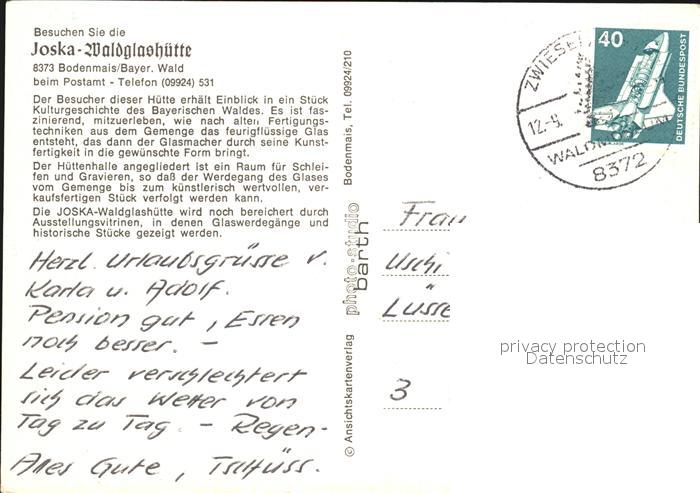 Besuchen Sie die
Joska-Waldglashütte
8373 Bodenmais/Bayer. Wald
beim Postamt - Telefon (09924) 531
Der Besucher dieser Hütte erhält Einblick in ein Stück
Kulturgeschichte des Bayerischen Waldes. Es ist fas-
zinierend, mitzuerleben, wie nach alten Fertigungs-
techniken aus dem Gemenge das feurigflüssige Glas
entsteht, das dann der Glasmacher durch seine Kunst-
fertigkeit in die gewünschte Form bringt.
Der Hüttenhalle angegliedert ist ein Raum für Schlei-
fen und Gravieren, so daß der Werdegang des Glases
vom Gemenge bis zum künstlerisch wertvollen, ver-
kaufsfertigen Stück verfolgt werden kann.
Die JOSKA-Waldglashütte wird noch bereichert durch
Ausstellungsvitrinen, in denen Glaswerdegänge und
historische Stücke gezeigt werden.
Herzl. Urlaubsgrüsse v.
Karla u. Adolf.
Pension gut, Essen
noch besser. -
Leider verschlechtert
sich das Wetter von
Tag zu Tag. - Regen-
Alles Gute, Tschüss.
© Ansichtskartenverlag photo-studio barth Bodenmais, Tel. 09924/210
ZWIESEL
12.-9.
8372
40
DEUTSCHE BUNDESPOST
Frau
Uschi
Lüsse
3
privacy protection
Datenschutz